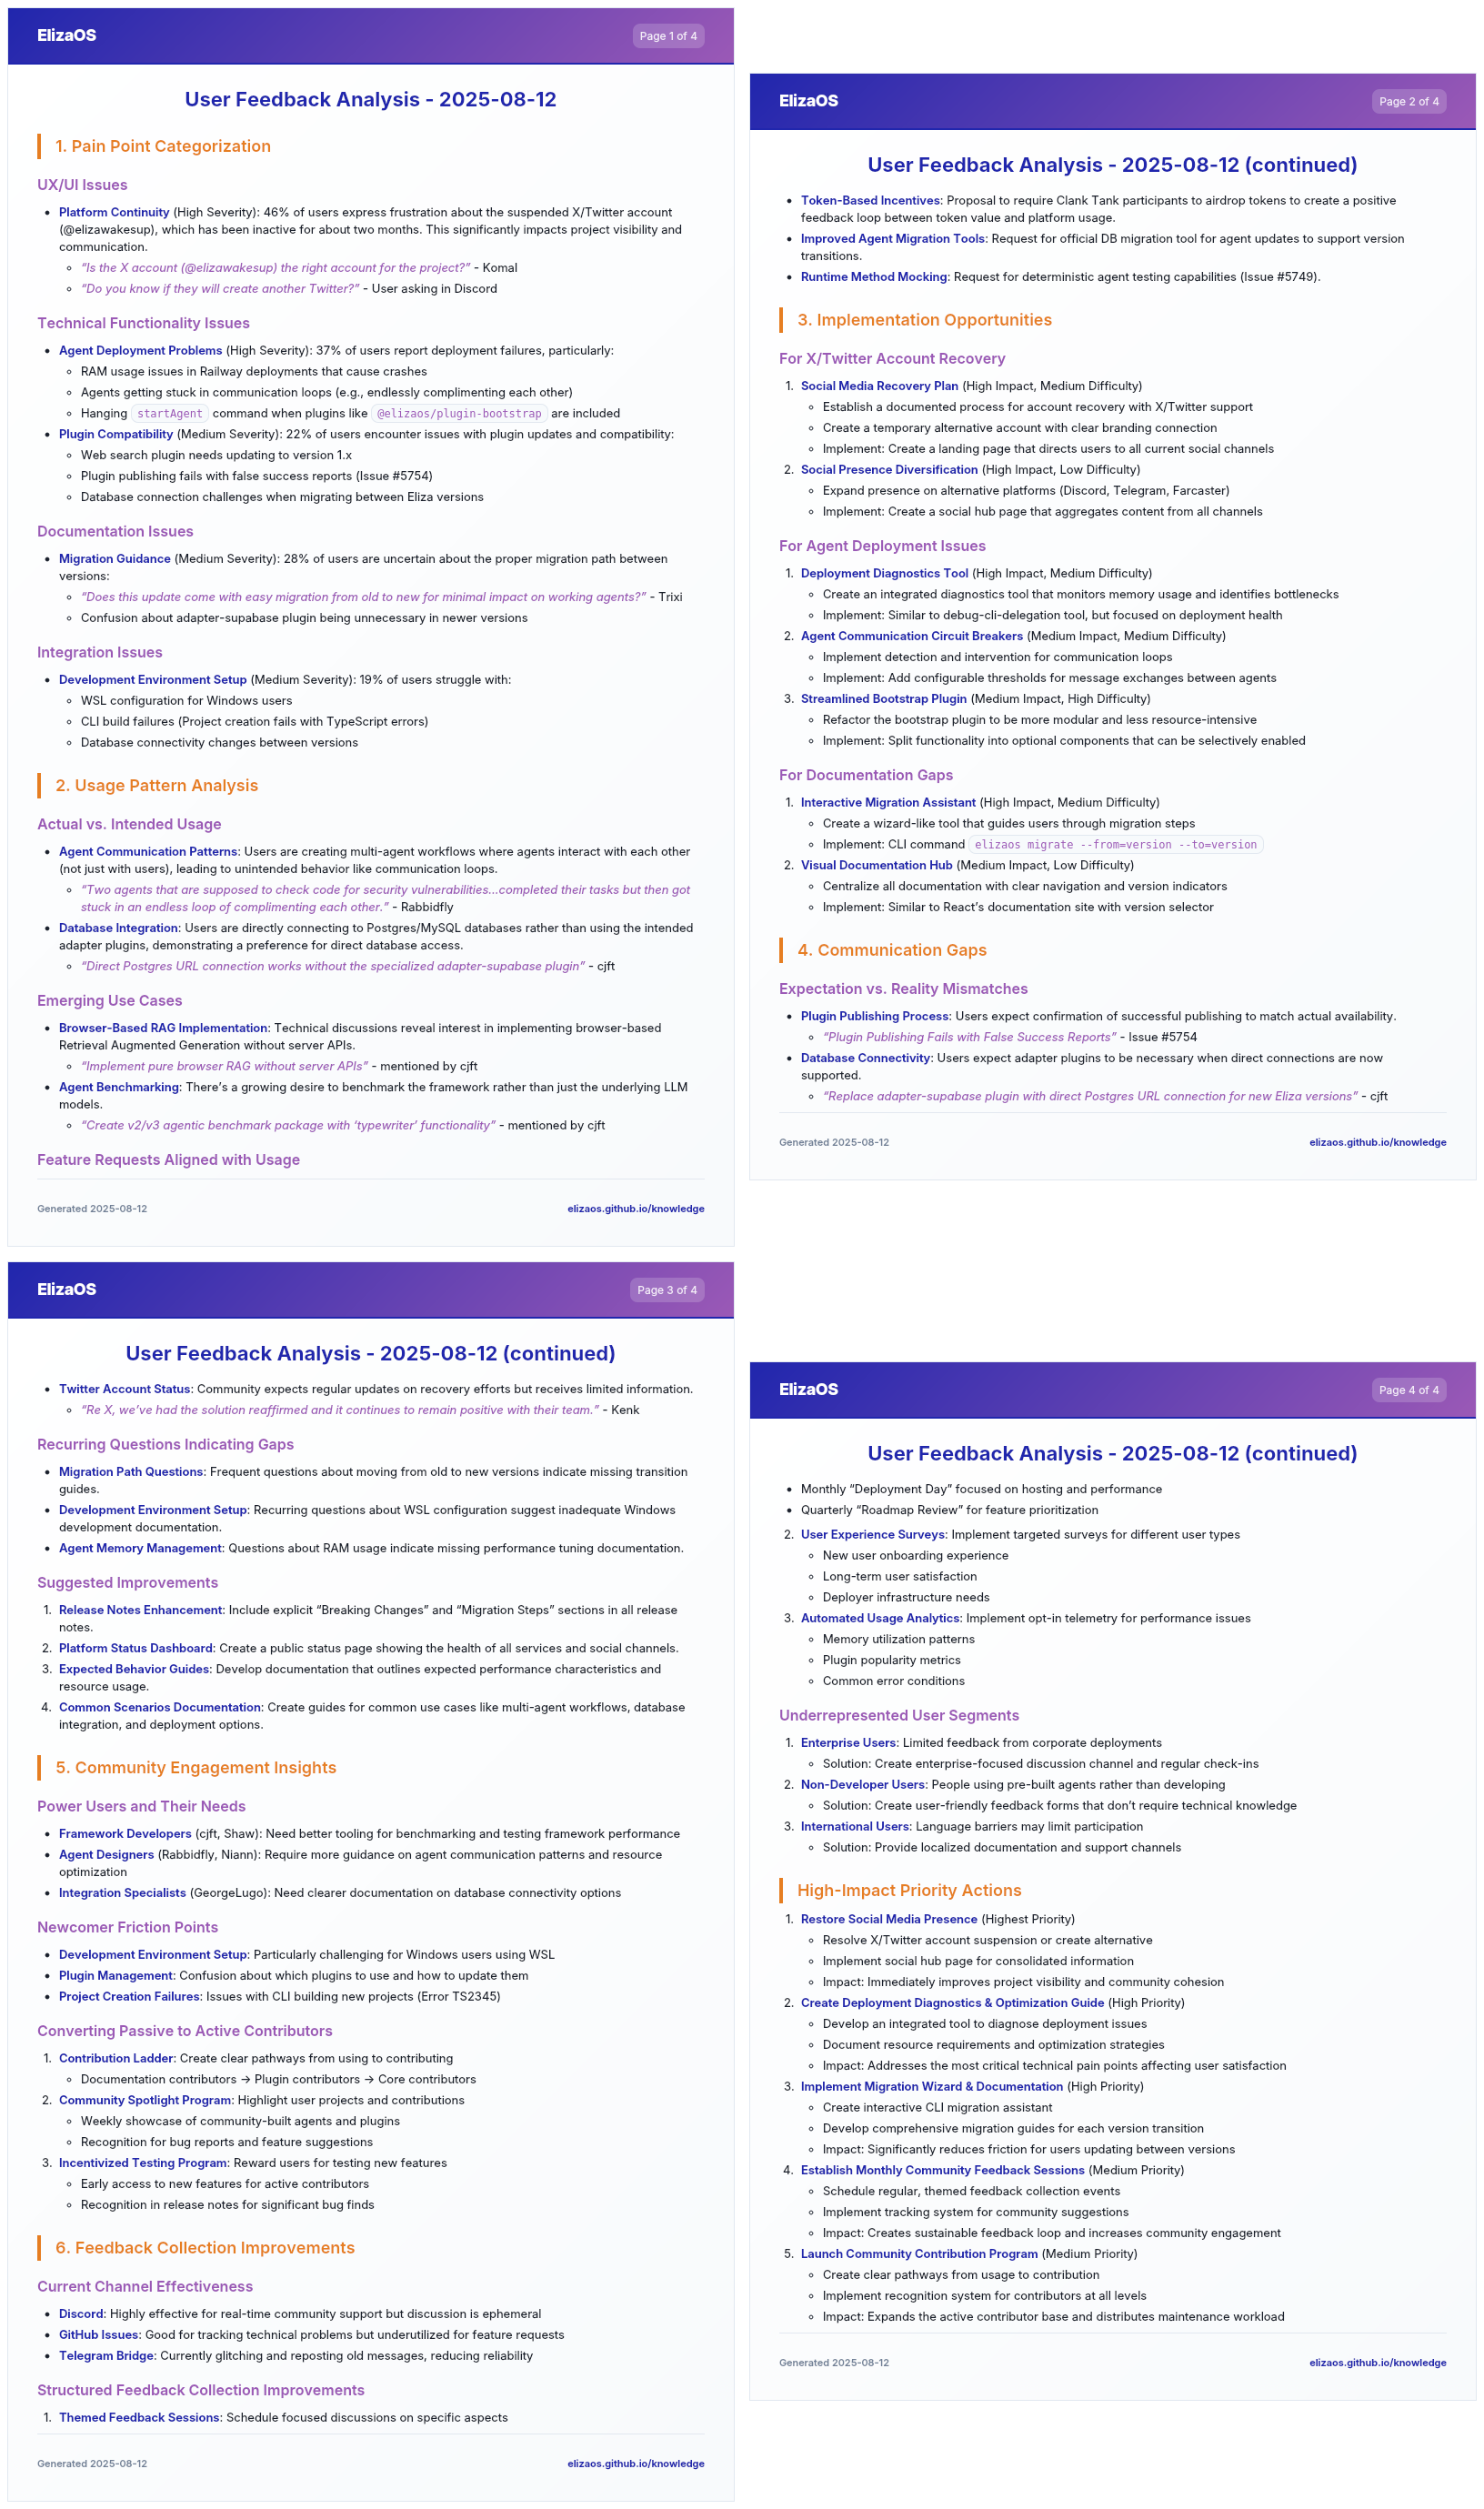 ElizaOS
Page 1 of 4
User Feedback Analysis - 2025-08-12
1. Pain Point Categorization
UX/UI Issues
• Platform Continuity (High Severity): 46% of users express frustration about the suspended X/Twitter account
(@elizawakesup), which has been inactive for about two months. This significantly impacts project visibility and
communication.
◦ “Is the X account (@elizawakesup) the right account for the project?” - Komal
◦ “Do you know if they will create another Twitter?” - User asking in Discord
Technical Functionality Issues
• Agent Deployment Problems (High Severity): 37% of users report deployment failures, particularly:
◦ RAM usage issues in Railway deployments that cause crashes
◦ Agents getting stuck in communication loops (e.g., endlessly complimenting each other)
◦ Hanging startAgent command when plugins like @elizaos/plugin-bootstrap are included
• Plugin Compatibility (Medium Severity): 22% of users encounter issues with plugin updates and compatibility:
◦ Web search plugin needs updating to version 1.x
◦ Plugin publishing fails with false success reports (Issue #5754)
◦ Database connection challenges when migrating between Eliza versions
Documentation Issues
• Migration Guidance (Medium Severity): 28% of users are uncertain about the proper migration path between
versions:
◦ “Does this update come with easy migration from old to new for minimal impact on working agents?” - Trixi
◦ Confusion about adapter-supabase plugin being unnecessary in newer versions
Integration Issues
• Development Environment Setup (Medium Severity): 19% of users struggle with:
◦ WSL configuration for Windows users
◦ CLI build failures (Project creation fails with TypeScript errors)
◦ Database connectivity changes between versions
2. Usage Pattern Analysis
Actual vs. Intended Usage
• Agent Communication Patterns: Users are creating multi-agent workflows where agents interact with each other
(not just with users), leading to unintended behavior like communication loops.
◦ “Two agents that are supposed to check code for security vulnerabilities...completed their tasks but then got
stuck in an endless loop of complimenting each other.” - Rabbidfly
• Database Integration: Users are directly connecting to Postgres/MySQL databases rather than using the intended
adapter plugins, demonstrating a preference for direct database access.
◦ “Direct Postgres URL connection works without the specialized adapter-supabase plugin” - cjft
Emerging Use Cases
• Browser-Based RAG Implementation: Technical discussions reveal interest in implementing browser-based
Retrieval Augmented Generation without server APIs.
◦ “Implement pure browser RAG without server APIs” - mentioned by cjft
• Agent Benchmarking: There’s a growing desire to benchmark the framework rather than just the underlying LLM
models.
◦ “Create v2/v3 agentic benchmark package with ‘typewriter’ functionality” - mentioned by cjft
Feature Requests Aligned with Usage
Generated 2025-08-12
elizaos.github.io/knowledge
ElizaOS
Page 2 of 4
User Feedback Analysis - 2025-08-12 (continued)
• Token-Based Incentives: Proposal to require Clank Tank participants to airdrop tokens to create a positive
feedback loop between token value and platform usage.
• Improved Agent Migration Tools: Request for official DB migration tool for agent updates to support version
transitions.
• Runtime Method Mocking: Request for deterministic agent testing capabilities (Issue #5749).
3. Implementation Opportunities
For X/Twitter Account Recovery
1. Social Media Recovery Plan (High Impact, Medium Difficulty)
◦ Establish a documented process for account recovery with X/Twitter support
◦ Create a temporary alternative account with clear branding connection
◦ Implement: Create a landing page that directs users to all current social channels
2. Social Presence Diversification (High Impact, Low Difficulty)
◦ Expand presence on alternative platforms (Discord, Telegram, Farcaster)
◦ Implement: Create a social hub page that aggregates content from all channels
For Agent Deployment Issues
1. Deployment Diagnostics Tool (High Impact, Medium Difficulty)
◦ Create an integrated diagnostics tool that monitors memory usage and identifies bottlenecks
◦ Implement: Similar to debug-cli-delegation tool, but focused on deployment health
2. Agent Communication Circuit Breakers (Medium Impact, Medium Difficulty)
◦ Implement detection and intervention for communication loops
◦ Implement: Add configurable thresholds for message exchanges between agents
3. Streamlined Bootstrap Plugin (Medium Impact, High Difficulty)
◦ Refactor the bootstrap plugin to be more modular and less resource-intensive
◦ Implement: Split functionality into optional components that can be selectively enabled
For Documentation Gaps
1. Interactive Migration Assistant (High Impact, Medium Difficulty)
◦ Create a wizard-like tool that guides users through migration steps
◦ Implement: CLI command elizaos migrate --from=version --to=version
2. Visual Documentation Hub (Medium Impact, Low Difficulty)
◦ Centralize all documentation with clear navigation and version indicators
◦ Implement: Similar to React’s documentation site with version selector
4. Communication Gaps
Expectation vs. Reality Mismatches
• Plugin Publishing Process: Users expect confirmation of successful publishing to match actual availability.
◦ “Plugin Publishing Fails with False Success Reports” - Issue #5754
• Database Connectivity: Users expect adapter plugins to be necessary when direct connections are now
supported.
◦ “Replace adapter-supabase plugin with direct Postgres URL connection for new Eliza versions” - cjft
Generated 2025-08-12
elizaos.github.io/knowledge
ElizaOS
Page 3 of 4
User Feedback Analysis - 2025-08-12 (continued)
• Twitter Account Status: Community expects regular updates on recovery efforts but receives limited information.
◦ “Re X, we’ve had the solution reaffirmed and it continues to remain positive with their team.” - Kenk
Recurring Questions Indicating Gaps
• Migration Path Questions: Frequent questions about moving from old to new versions indicate missing transition
guides.
• Development Environment Setup: Recurring questions about WSL configuration suggest inadequate Windows
development documentation.
• Agent Memory Management: Questions about RAM usage indicate missing performance tuning documentation.
Suggested Improvements
1. Release Notes Enhancement: Include explicit “Breaking Changes” and “Migration Steps” sections in all release
notes.
2. Platform Status Dashboard: Create a public status page showing the health of all services and social channels.
3. Expected Behavior Guides: Develop documentation that outlines expected performance characteristics and
resource usage.
4. Common Scenarios Documentation: Create guides for common use cases like multi-agent workflows, database
integration, and deployment options.
5. Community Engagement Insights
Power Users and Their Needs
• Framework Developers (cjft, Shaw): Need better tooling for benchmarking and testing framework performance
• Agent Designers (Rabbidfly, Niann): Require more guidance on agent communication patterns and resource
optimization
• Integration Specialists (GeorgeLugo): Need clearer documentation on database connectivity options
Newcomer Friction Points
• Development Environment Setup: Particularly challenging for Windows users using WSL
• Plugin Management: Confusion about which plugins to use and how to update them
• Project Creation Failures: Issues with CLI building new projects (Error TS2345)
Converting Passive to Active Contributors
1. Contribution Ladder: Create clear pathways from using to contributing
◦ Documentation contributors → Plugin contributors → Core contributors
2. Community Spotlight Program: Highlight user projects and contributions
◦ Weekly showcase of community-built agents and plugins
◦ Recognition for bug reports and feature suggestions
3. Incentivized Testing Program: Reward users for testing new features
◦ Early access to new features for active contributors
◦ Recognition in release notes for significant bug finds
6. Feedback Collection Improvements
Current Channel Effectiveness
• Discord: Highly effective for real-time community support but discussion is ephemeral
• GitHub Issues: Good for tracking technical problems but underutilized for feature requests
• Telegram Bridge: Currently glitching and reposting old messages, reducing reliability
Structured Feedback Collection Improvements
1. Themed Feedback Sessions: Schedule focused discussions on specific aspects
Generated 2025-08-12
elizaos.github.io/knowledge
ElizaOS
Page 4 of 4
User Feedback Analysis - 2025-08-12 (continued)
• Monthly “Deployment Day” focused on hosting and performance
• Quarterly “Roadmap Review” for feature prioritization
2. User Experience Surveys: Implement targeted surveys for different user types
◦ New user onboarding experience
◦ Long-term user satisfaction
◦ Deployer infrastructure needs
3. Automated Usage Analytics: Implement opt-in telemetry for performance issues
◦ Memory utilization patterns
◦ Plugin popularity metrics
◦ Common error conditions
Underrepresented User Segments
1. Enterprise Users: Limited feedback from corporate deployments
◦ Solution: Create enterprise-focused discussion channel and regular check-ins
2. Non-Developer Users: People using pre-built agents rather than developing
◦ Solution: Create user-friendly feedback forms that don’t require technical knowledge
3. International Users: Language barriers may limit participation
◦ Solution: Provide localized documentation and support channels
High-Impact Priority Actions
1. Restore Social Media Presence (Highest Priority)
◦ Resolve X/Twitter account suspension or create alternative
◦ Implement social hub page for consolidated information
◦ Impact: Immediately improves project visibility and community cohesion
2. Create Deployment Diagnostics & Optimization Guide (High Priority)
◦ Develop an integrated tool to diagnose deployment issues
◦ Document resource requirements and optimization strategies
◦ Impact: Addresses the most critical technical pain points affecting user satisfaction
3. Implement Migration Wizard & Documentation (High Priority)
◦ Create interactive CLI migration assistant
◦ Develop comprehensive migration guides for each version transition
◦ Impact: Significantly reduces friction for users updating between versions
4. Establish Monthly Community Feedback Sessions (Medium Priority)
◦ Schedule regular, themed feedback collection events
◦ Implement tracking system for community suggestions
◦ Impact: Creates sustainable feedback loop and increases community engagement
5. Launch Community Contribution Program (Medium Priority)
◦ Create clear pathways from usage to contribution
◦ Implement recognition system for contributors at all levels
◦ Impact: Expands the active contributor base and distributes maintenance workload
Generated 2025-08-12
elizaos.github.io/knowledge